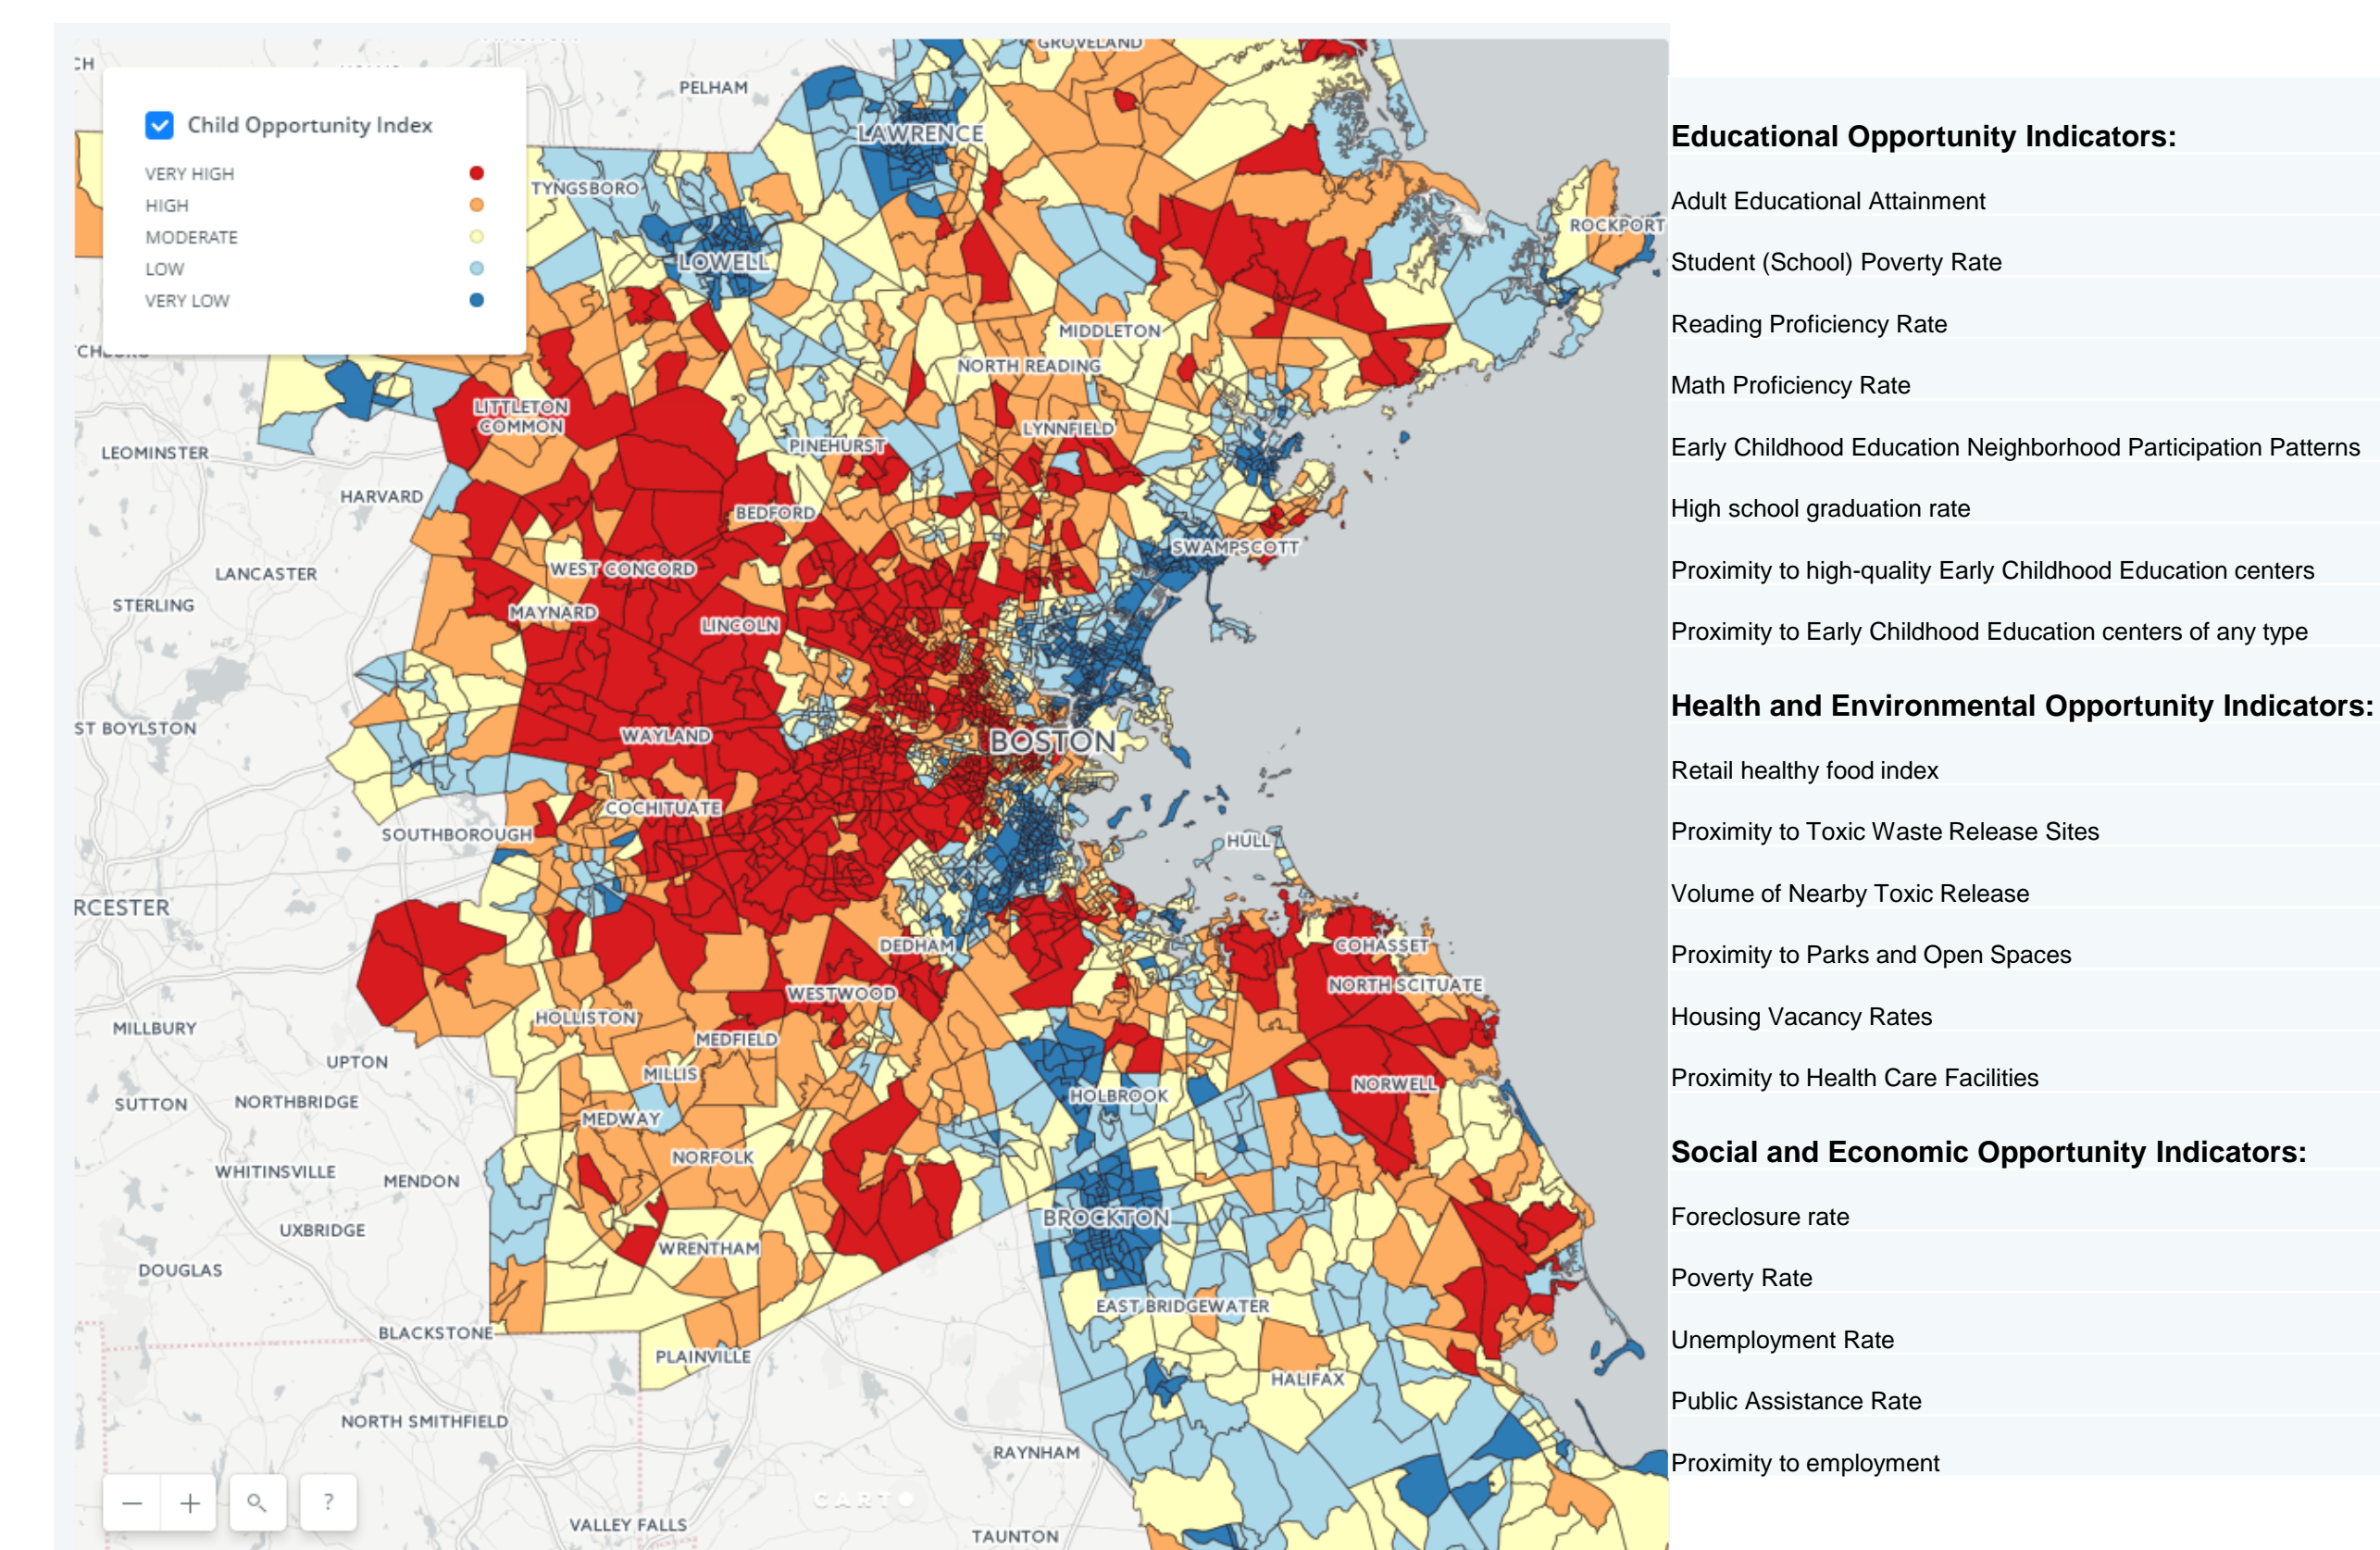 GROVELAND
CH
PELHAM
Child Opportunity Index
VERY HIGH
HIGH
MODERATE
LOW
VERY LOW
LAWRENCE
TYNGSBORO
ROCKPORT
LOWELL
MIDDLETON
NORTH READING
LITTLETON
COMMON
LYNNFIELD
PINEHURST
LEOMINSTER
HARVARD
BEDFORD
SWAMPSCOTT
WEST CONCORD
LANCASTER
STERLING
MAYNARD
LINCOLN
ST BOYLSTON
WAYLAND
BOSTON
COCHITUATE
SOUTHBOROUGH
HULL
RCESTER
DEDHAM
COHASSET
NORTH SCITUATE
WESTWOOD
HOLLISTON
MILLBURY
MEDFIELD
UPTON
MILLIS
NORWELL
HOLBROOK
SUTTON
NORTHBRIDGE
MEDWAY
NORFOLK
WHITINSVILLE
MENDON
BROCKTON
UXBRIDGE
WRENTHAM
DOUGLAS
EAST BRIDGEWATER
BLACKSTONE
PLAINVILLE
HALIFAX
NORTH SMITHFIELD
RAYNHAM
CARTO
− + ?
VALLEY FALLS
TAUNTON
Educational Opportunity Indicators:
Adult Educational Attainment
Student (School) Poverty Rate
Reading Proficiency Rate
Math Proficiency Rate
Early Childhood Education Neighborhood Participation Patterns
High school graduation rate
Proximity to high-quality Early Childhood Education centers
Proximity to Early Childhood Education centers of any type
Health and Environmental Opportunity Indicators:
Retail healthy food index
Proximity to Toxic Waste Release Sites
Volume of Nearby Toxic Release
Proximity to Parks and Open Spaces
Housing Vacancy Rates
Proximity to Health Care Facilities
Social and Economic Opportunity Indicators:
Foreclosure rate
Poverty Rate
Unemployment Rate
Public Assistance Rate
Proximity to employment